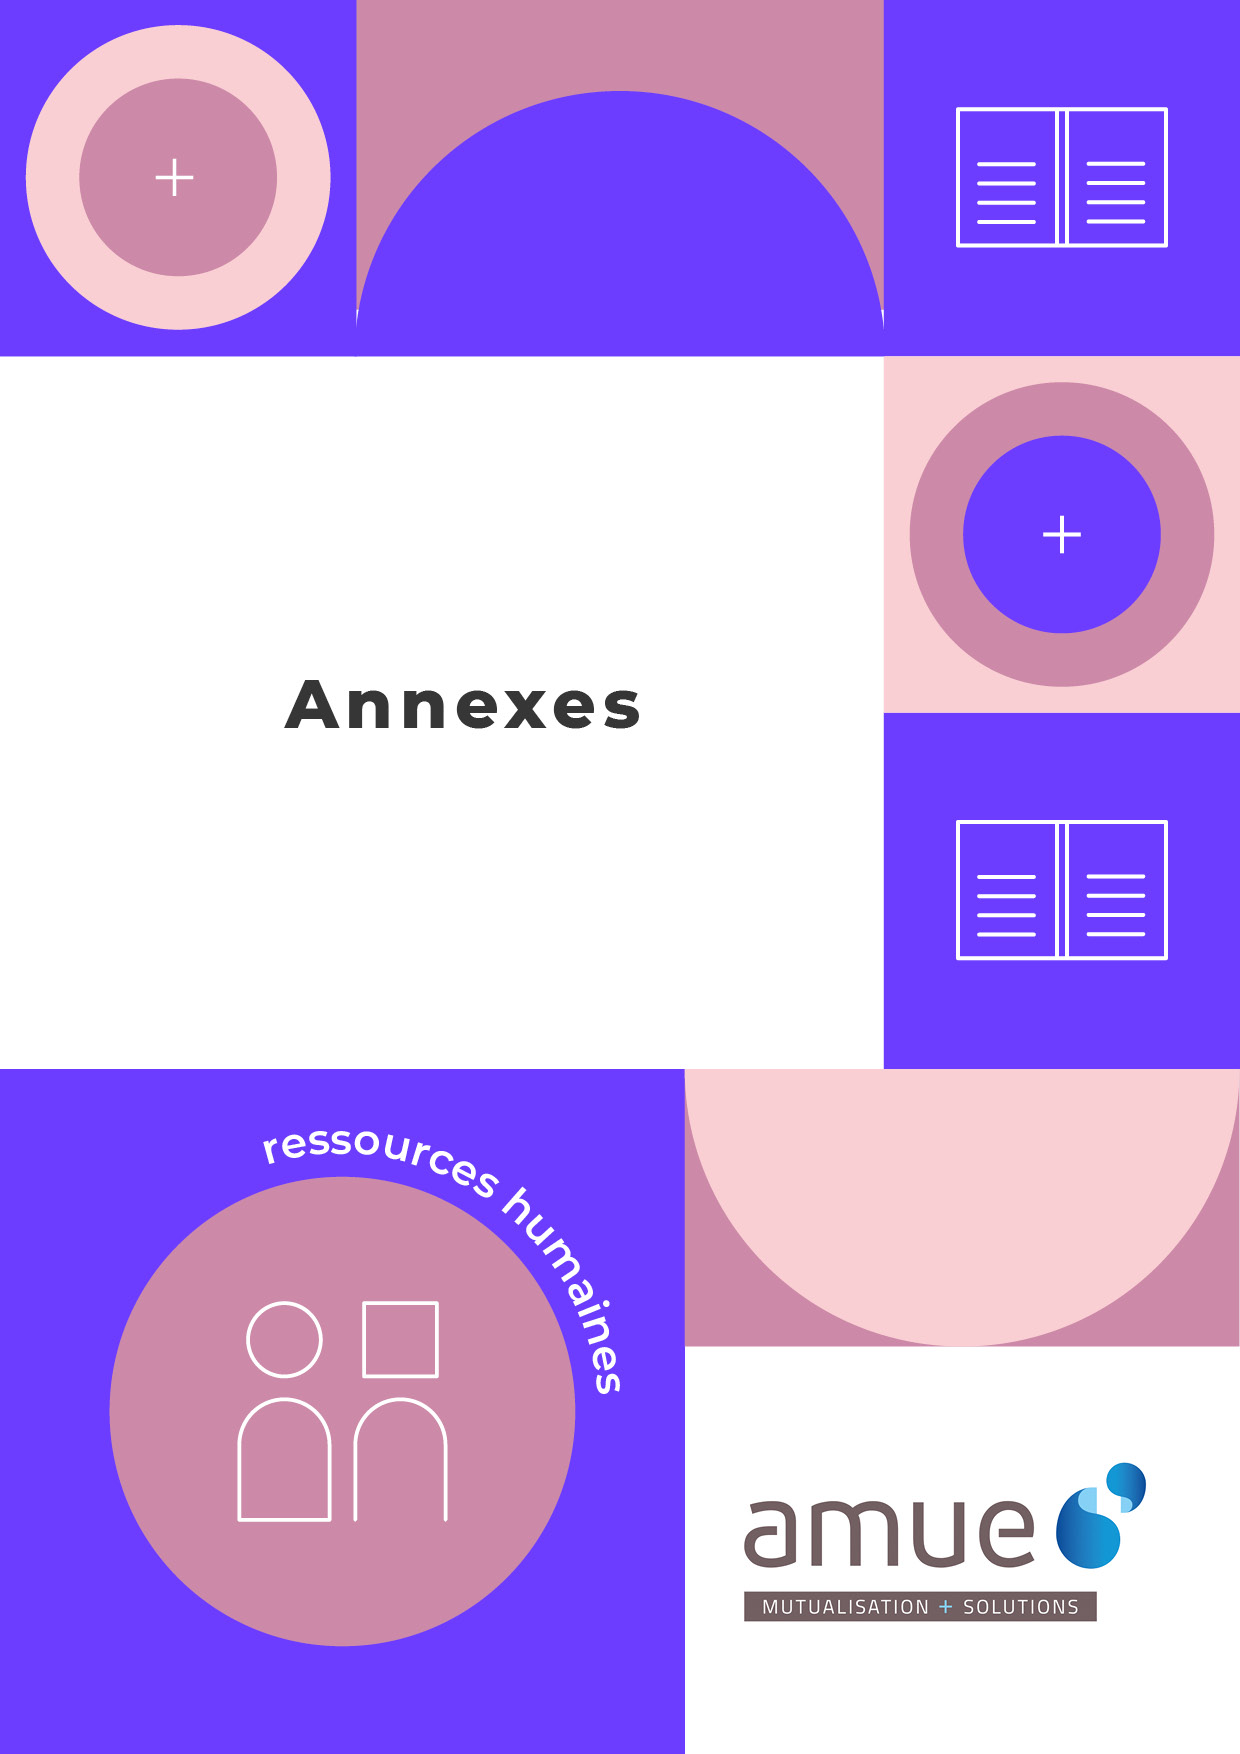 Annexes
ressources humaines
amue
MUTUALISATION + SOLUTIONS